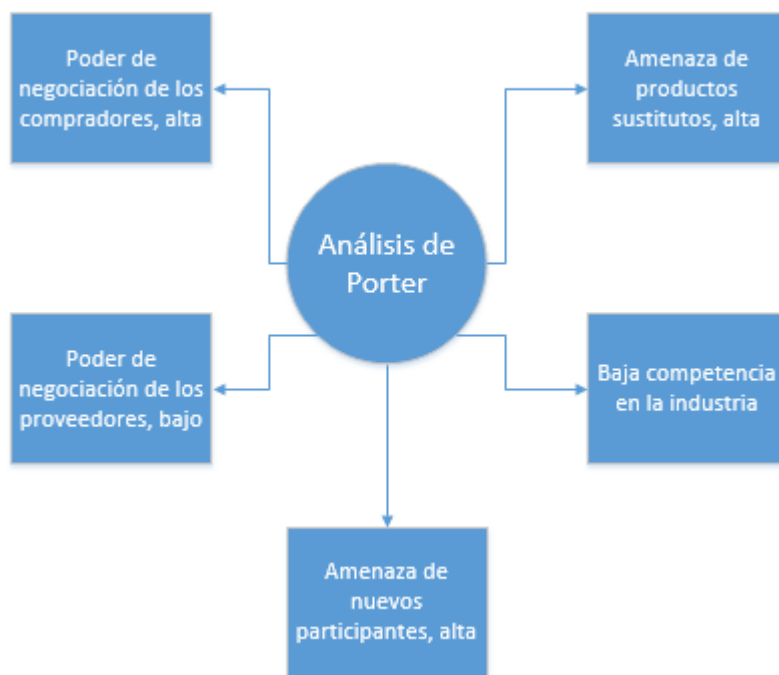 Poder de
negociación de los
compradores, alta
Amenaza de
productos
sustitutos, alta
Análisis de
Porter
Poder de
negociación de los
proveedores, bajo
Baja competencia
en la industria
Amenaza de
nuevos
participantes, alta